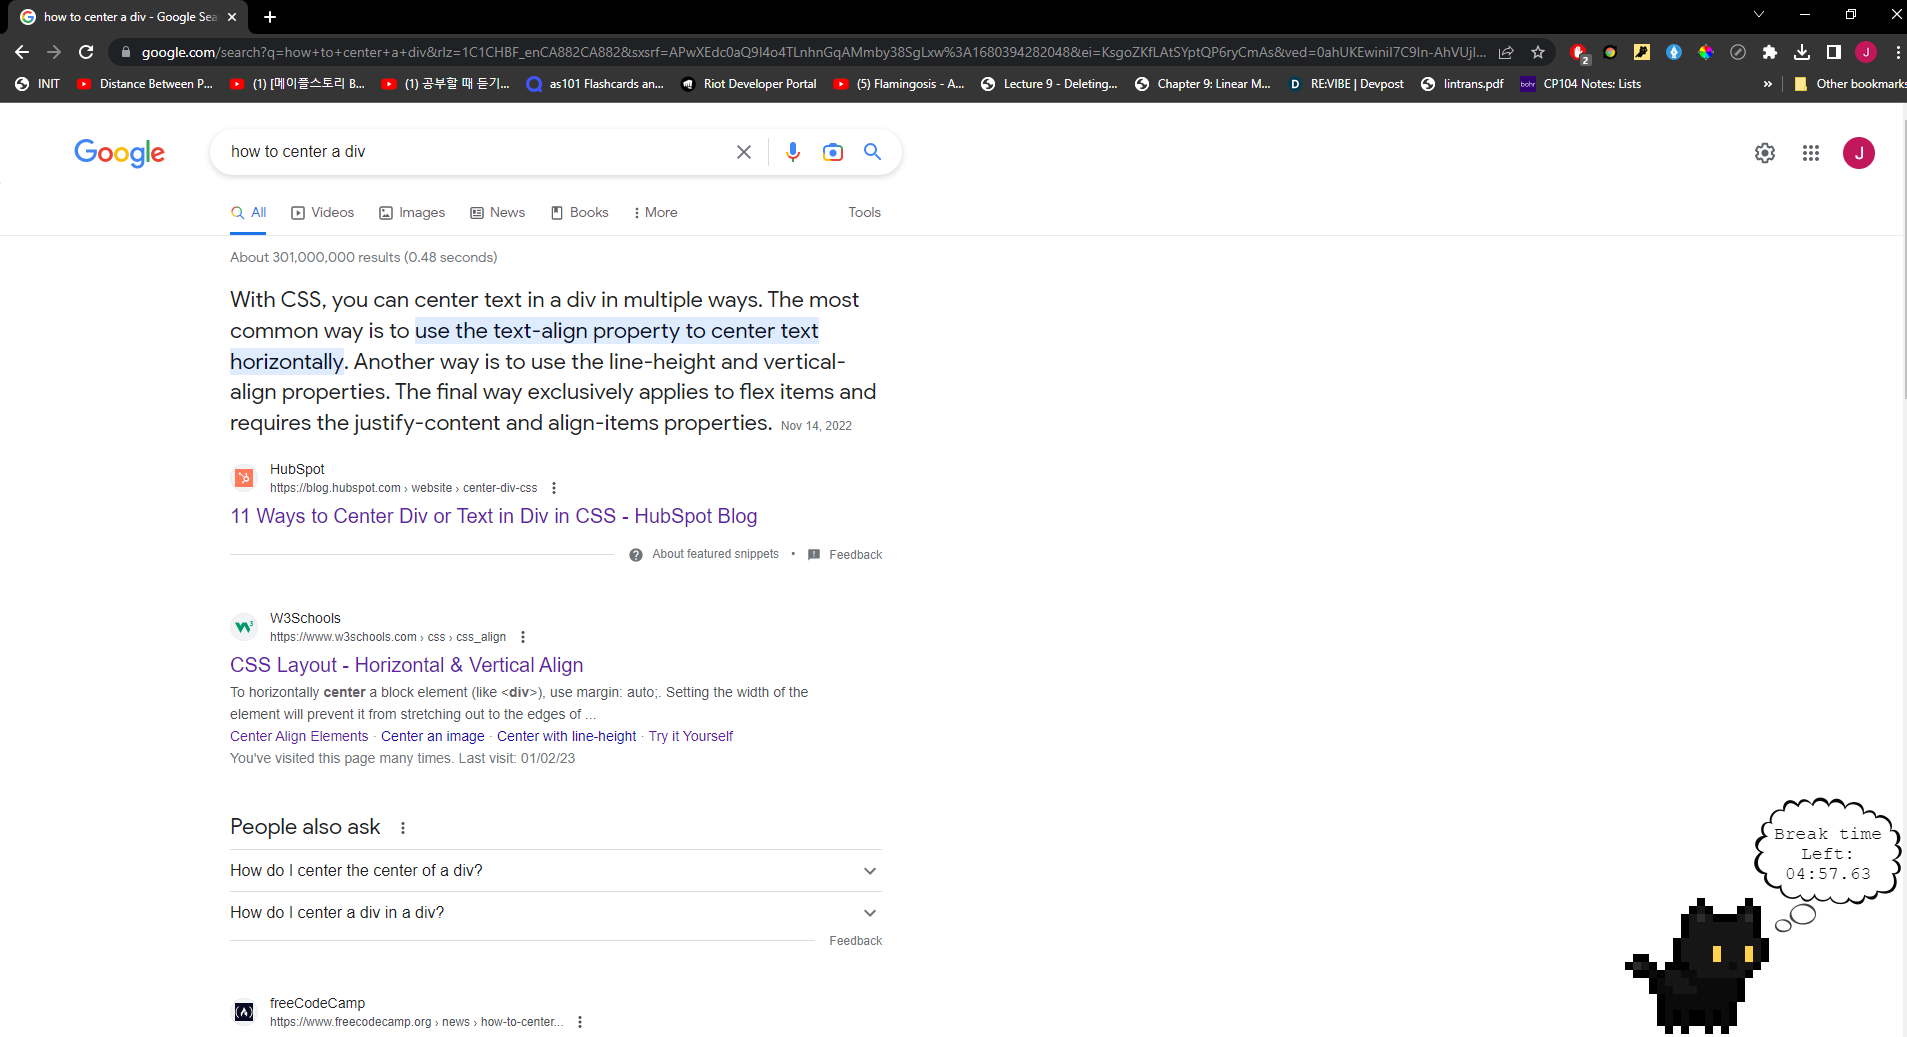 how to center a div - Google Sea
google.com/search?q=how+to+center+a+div&rlz=1C1CHBF_enCA882CA882&sxsrf=APwXEdc0aQ9I4o4TLnhnGqAMmby38SgLxw%3A1680394282048&ei=KsgoZKfLAtSYptQP6ryCmAs&ved=0ahUKEwiniI7C9In-AhVUjI...
2
J
INIT
Distance Between P...
(1) [메이플스토리 B...
(1) 공부할 때 듣기...
as101 Flashcards an...
Riot Developer Portal
(5) Flamingosis - A...
Lecture 9 - Deleting...
Chapter 9: Linear M...
RE:VIBE | Devpost
lintrans.pdf
bohr
CP104 Notes: Lists
»
Other bookmarks
Google
how to center a div
J
All
Videos
Images
News
Books
More
Tools
About 301,000,000 results (0.48 seconds)
With CSS, you can center text in a div in multiple ways. The most
common way is to use the text-align property to center text
horizontally. Another way is to use the line-height and vertical-
align properties. The final way exclusively applies to flex items and
requires the justify-content and align-items properties. Nov 14, 2022
HubSpot
https://blog.hubspot.com › website › center-div-css
11 Ways to Center Div or Text in Div in CSS - HubSpot Blog
About featured snippets • Feedback
W3Schools
https://www.w3schools.com › css › css_align
CSS Layout - Horizontal & Vertical Align
To horizontally center a block element (like <div>), use margin: auto;. Setting the width of the
element will prevent it from stretching out to the edges of ...
Center Align Elements · Center an image · Center with line-height · Try it Yourself
You've visited this page many times. Last visit: 01/02/23
People also ask
How do I center the center of a div?
How do I center a div in a div?
Feedback
freeCodeCamp
https://www.freecodecamp.org › news › how-to-center...
Break time
Left:
04:57.63